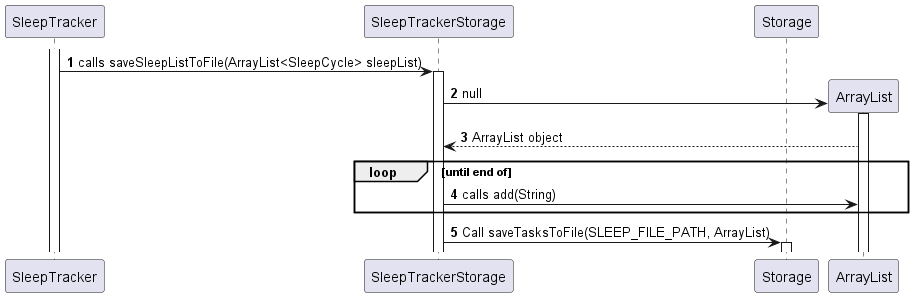 SleepTracker SleepTrackerStorage Storage
1 calls saveSleepListToFile(ArrayList<SleepCycle> sleepList)
2 null
ArrayList
3 ArrayList object
loop [until end of]
4 calls add(String)
5 Call saveTasksToFile(SLEEP_FILE_PATH, ArrayList)
SleepTracker SleepTrackerStorage Storage ArrayList